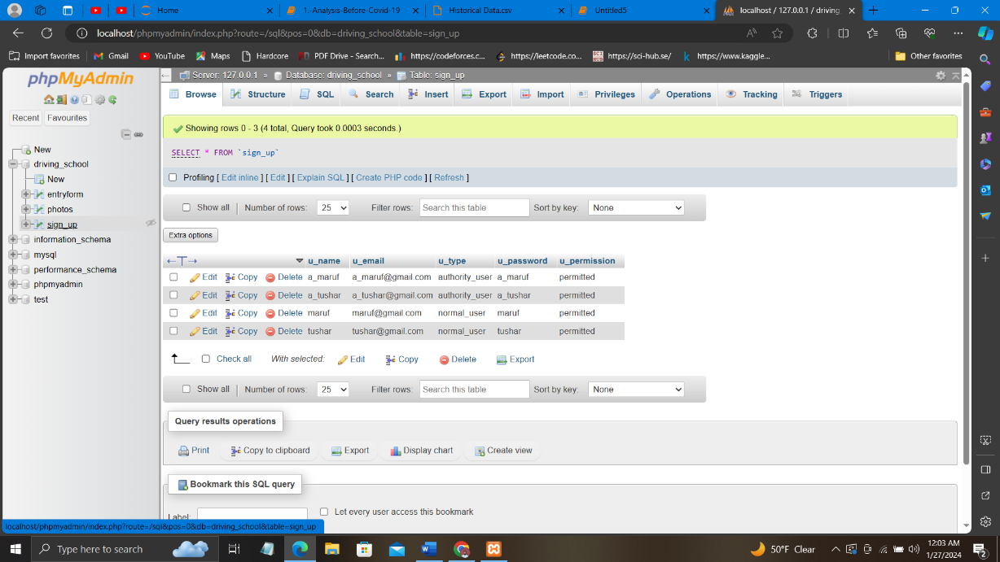 Home
1.-Analysis-Before-Covid-19
Historical Data.csv
Untitled5
localhost / 127.0.0.1 / driving
localhost/phpmyadmin/index.php?route=/sql&pos=0&db=driving_school&table=sign_up
Import favorites
Gmail
YouTube
Maps
Hardcore
PDF Drive - Search...
https://codeforces.c...
https://leetcode.co...
https://sci-hub.se/
https://www.kaggle...
Other favorites
phpMyAdmin
Recent
Favourites
New
driving_school
New
entryform
photos
sign_up
information_schema
mysql
performance_schema
phpmyadmin
test
Server: 127.0.0.1 » Database: driving_school » Table: sign_up
Browse
Structure
SQL
Search
Insert
Export
Import
Privileges
Operations
Tracking
Triggers
Showing rows 0 - 3 (4 total, Query took 0.0003 seconds.)
SELECT * FROM `sign_up`
Profiling [ Edit inline ] [ Edit ] [ Explain SQL ] [ Create PHP code ] [ Refresh ]
Show all | Number of rows: 25 Filter rows: Search this table Sort by key: None
Extra options
←T→ u_name u_email u_type u_password u_permission
Edit Copy Delete a_maruf a_maruf@gmail.com authority_user a_maruf permitted
Edit Copy Delete a_tushar a_tushar@gmail.com authority_user a_tushar permitted
Edit Copy Delete maruf maruf@gmail.com normal_user maruf permitted
Edit Copy Delete tushar tushar@gmail.com normal_user tushar permitted
Check all With selected: Edit Copy Delete Export
Show all | Number of rows: 25 Filter rows: Search this table Sort by key: None
Query results operations
Print Copy to clipboard Export Display chart Create view
Bookmark this SQL query
Label: Let every user access this bookmark
localhost/phpmyadmin/index.php?route=/sql&pos=0&db=driving_school&table=sign_up
Type here to search
50°F Clear
12:03 AM
1/27/2024
2